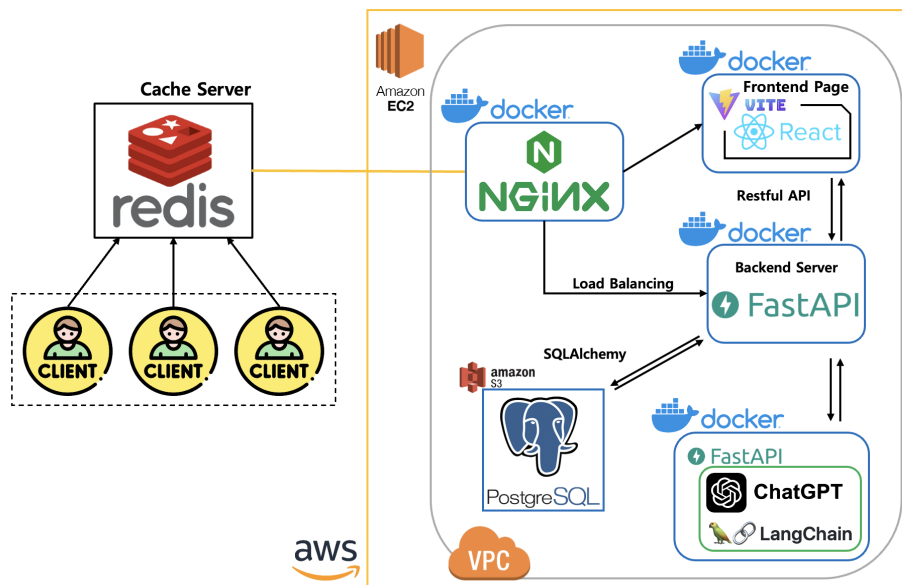 Cache Server
redis
CLIENT.
CLIENT.
CLIENT.
aws
Amazon
EC2
docker
NGiNX
docker
Frontend Page
VITE
React
Restful API
docker
Backend Server
FastAPI
Load Balancing
SQLAlchemy
amazon
S3
PostgreSQL
docker
FastAPI
ChatGPT
LangChain
VPC